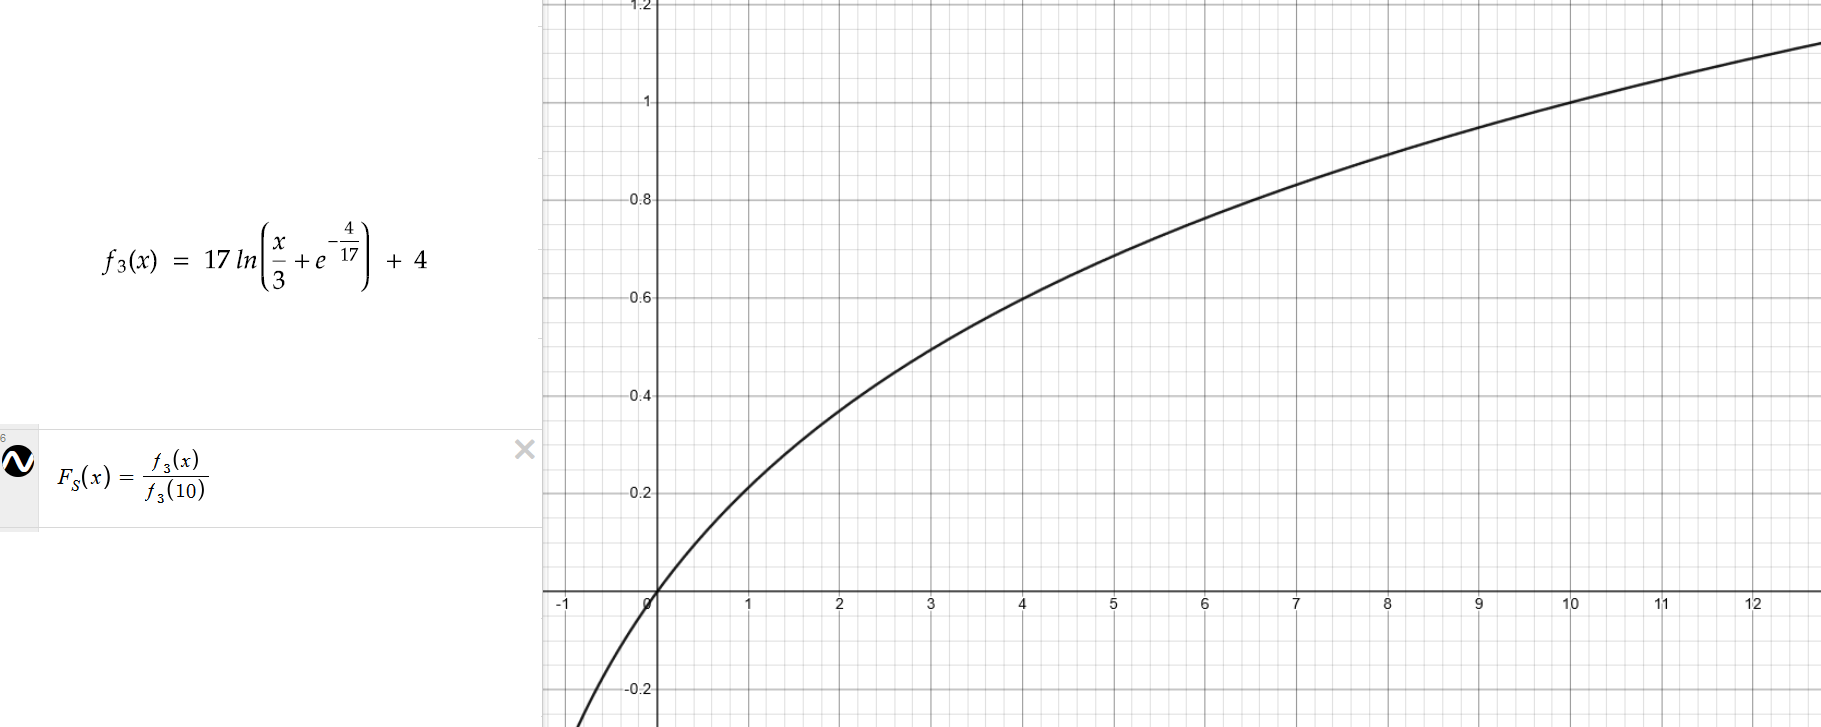 f₃(x) = 17 ln(x/3 + e^(-4/17)) + 4
6
F_S(x) = f₃(x)/f₃(10)
1.2
1
0.8
0.6
0.4
0.2
-1 0 1 2 3 4 5 6 7 8 9 10 11 12
-0.2